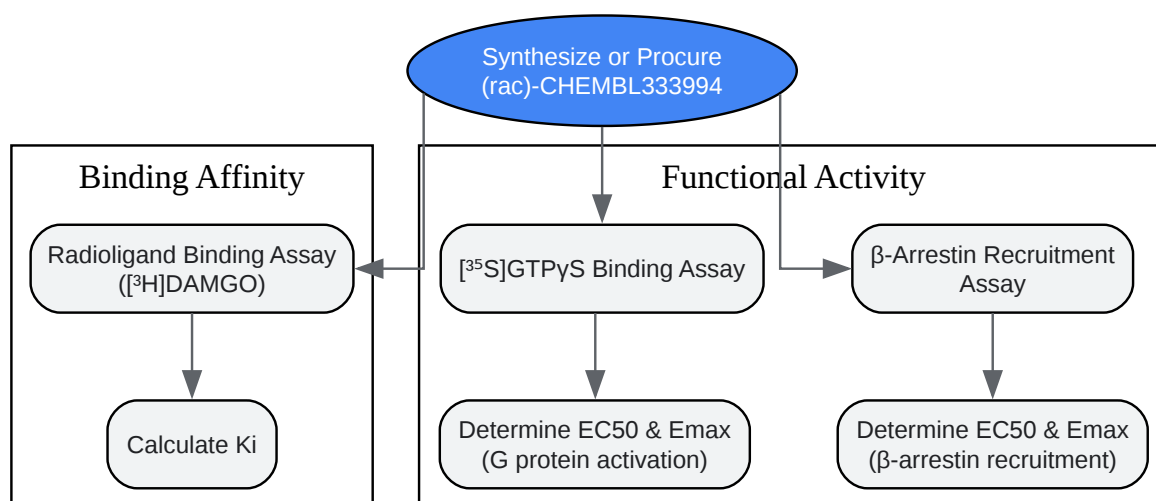 Synthesize or Procure
(rac)-CHEMBL333994
Binding Affinity
Functional Activity
Radioligand Binding Assay
([³H]DAMGO)
[³⁵S]GTPγS Binding Assay
β-Arrestin Recruitment
Assay
Calculate Ki
Determine EC50 & Emax
(G protein activation)
Determine EC50 & Emax
(β-arrestin recruitment)